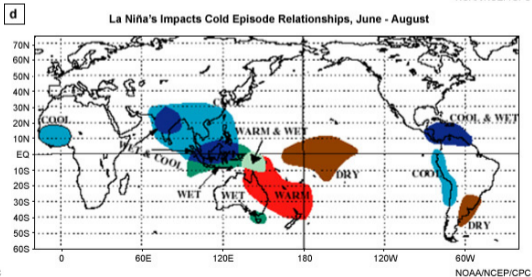 d
La Niña's Impacts Cold Episode Relationships, June - August
70N
60N
50N
40N
30N
20N
10N
EQ
10S
20S
30S
40S
50S
60S
COOL
COOL
WET & COOL
WARM & WET
COOL & WET
WET
WET
WARM
DRY
COOL
DRY
0
60E
120E
180
120W
60W
NOAA/NCEP/CPC